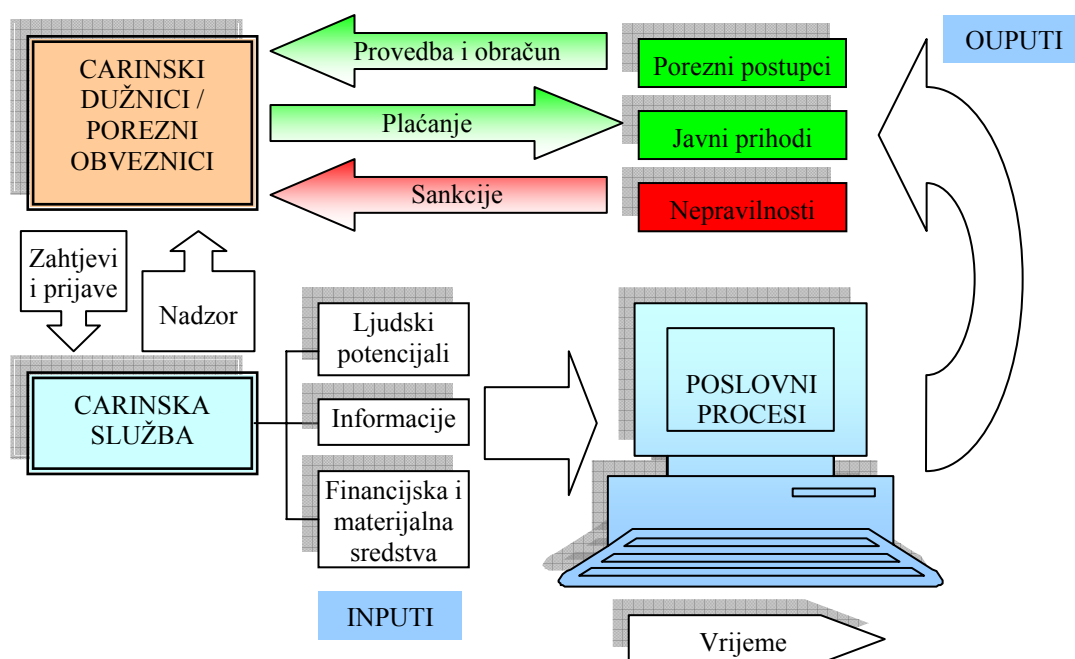 OUPUTI
CARINSKI
DUŽNICI /
POREZNI
OBVEZNICI
Provedba i obračun
Porezni postupci
Plaćanje
Javni prihodi
Sankcije
Nepravilnosti
Zahtjevi
i prijave
Nadzor
CARINSKA
SLUŽBA
Ljudski
potencijali
Informacije
Financijska i
materijalna
sredstva
INPUTI
POSLOVNI
PROCESI
Vrijeme